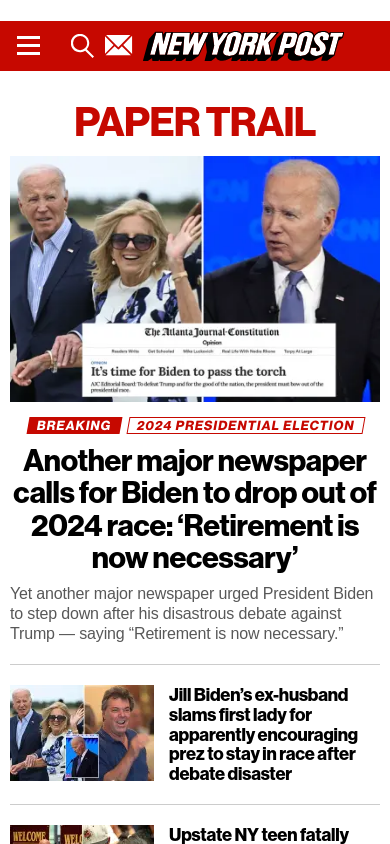 NEW YORK POST
PAPER TRAIL
The Atlanta Journal-Constitution
Opinion
Readers Write Get Schooled Mike Luckovich Real Life With Nedra Rhone Torpy At Large
OPINION
It's time for Biden to pass the torch
AJC Editorial Board: To defeat Trump and for the good of the nation, the president must bow out of the
presidential race.
BREAKING
2024 PRESIDENTIAL ELECTION
Another major newspaper
calls for Biden to drop out of
2024 race: ‘Retirement is
now necessary’
Yet another major newspaper urged President Biden
to step down after his disastrous debate against
Trump — saying “Retirement is now necessary.”
Jill Biden’s ex-husband
slams first lady for
apparently encouraging
prez to stay in race after
debate disaster
WELCOME
Upstate NY teen fatally